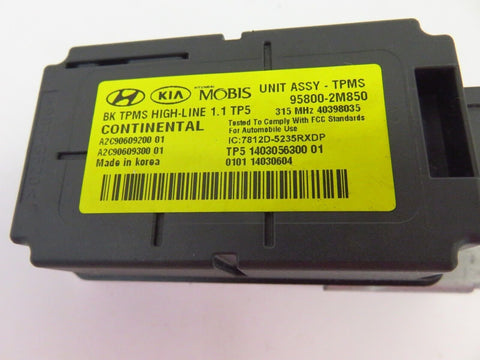 KIA MOBIS UNIT ASSY - TPMS
BK TPMS HIGH-LINE 1.1 TP5 95800-2M850
CONTINENTAL 315 MHz 40398035
Tested To Comply With FCC Standards
For Automobile Use
A2C90609200 01 IC:7812D-5235RXDP
A2C90609300 01 TP5 1403056300 01
Made in korea 0101 14030604